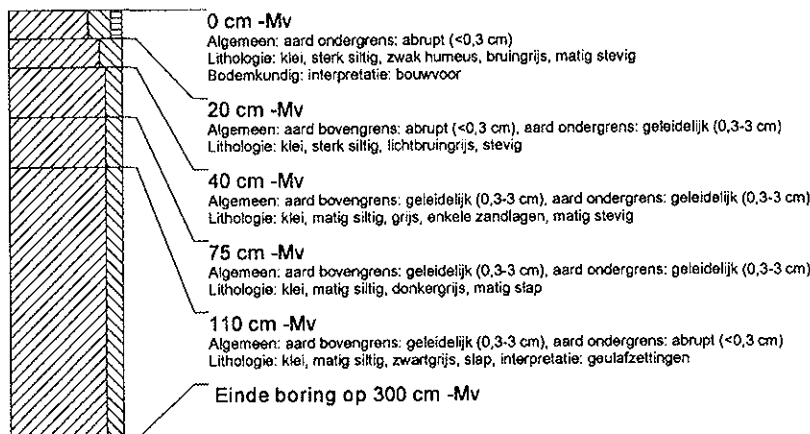 0 cm -Mv
Algemeen: aard ondergrens: abrupt (<0,3 cm)
Lithologie: klei, sterk siltig, zwak humeus, bruingrijs, matig stevig
Bodemkundig: interpretatie: bouwvoor
20 cm -Mv
Algemeen: aard bovengrens: abrupt (<0,3 cm), aard ondergrens: geleidelijk (0,3-3 cm)
Lithologie: klei, sterk siltig, lichtbruingrijs, stevig
40 cm -Mv
Algemeen: aard bovengrens: geleidelijk (0,3-3 cm), aard ondergrens: geleidelijk (0,3-3 cm)
Lithologie: klei, matig siltig, grijs, enkele zandlagen, matig stevig
75 cm -Mv
Algemeen: aard bovengrens: geleidelijk (0,3-3 cm), aard ondergrens: geleidelijk (0,3-3 cm)
Lithologie: klei, matig siltig, donkergrijs, matig slap
110 cm -Mv
Algemeen: aard bovengrens: geleidelijk (0,3-3 cm), aard ondergrens: abrupt (<0,3 cm)
Lithologie: klei, matig siltig, zwartgrijs, slap, interpretatie: geulafzettingen
Einde boring op 300 cm -Mv